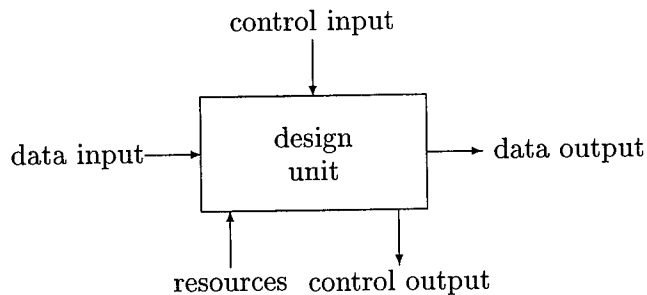 control input
data input
design
unit
data output
resources
control output